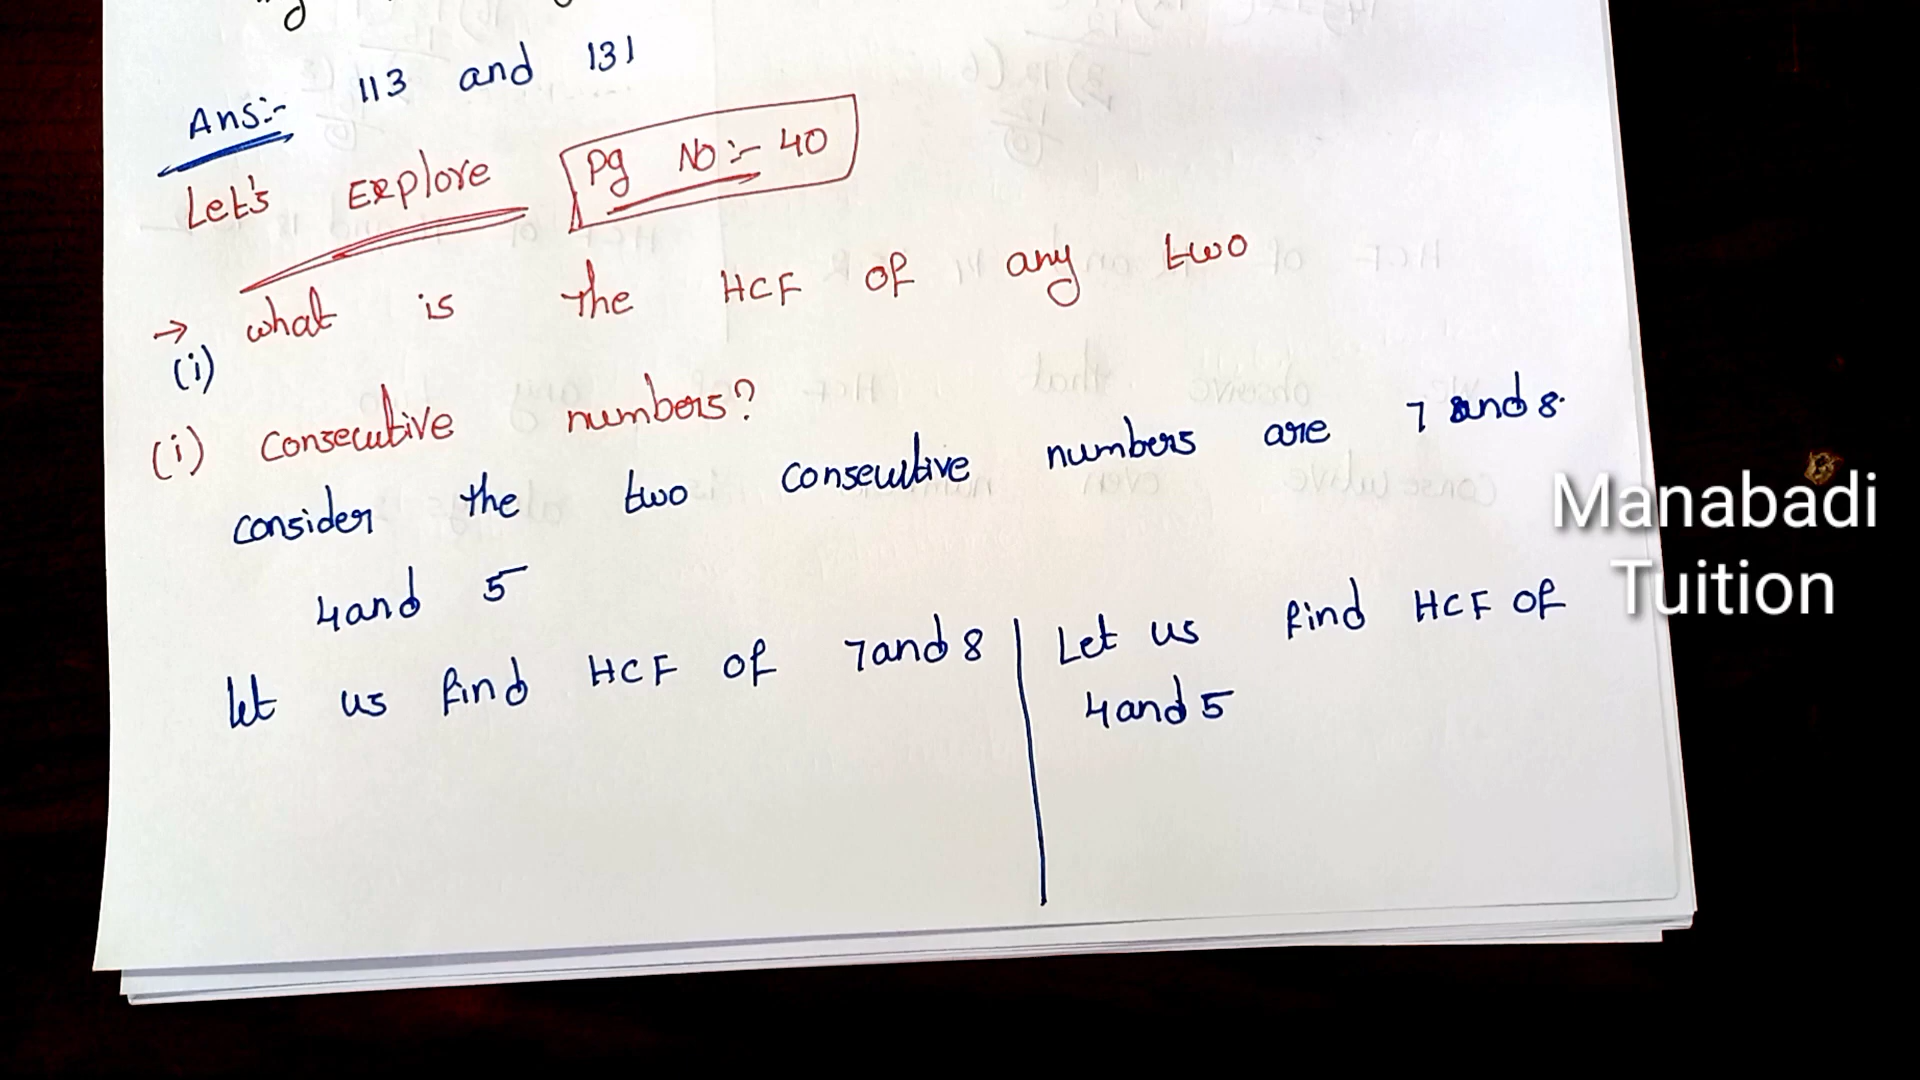 Ans:- 113 and 131
Let's Explore Pg No:- 40
→ what is the HCF of any two
(i)
(i) consecutive numbers?
consider the two consecutive numbers are 7 and 8.
4 and 5
let us find HCF of 7 and 8
Let us find HCF of
4 and 5
Manabadi
Tuition